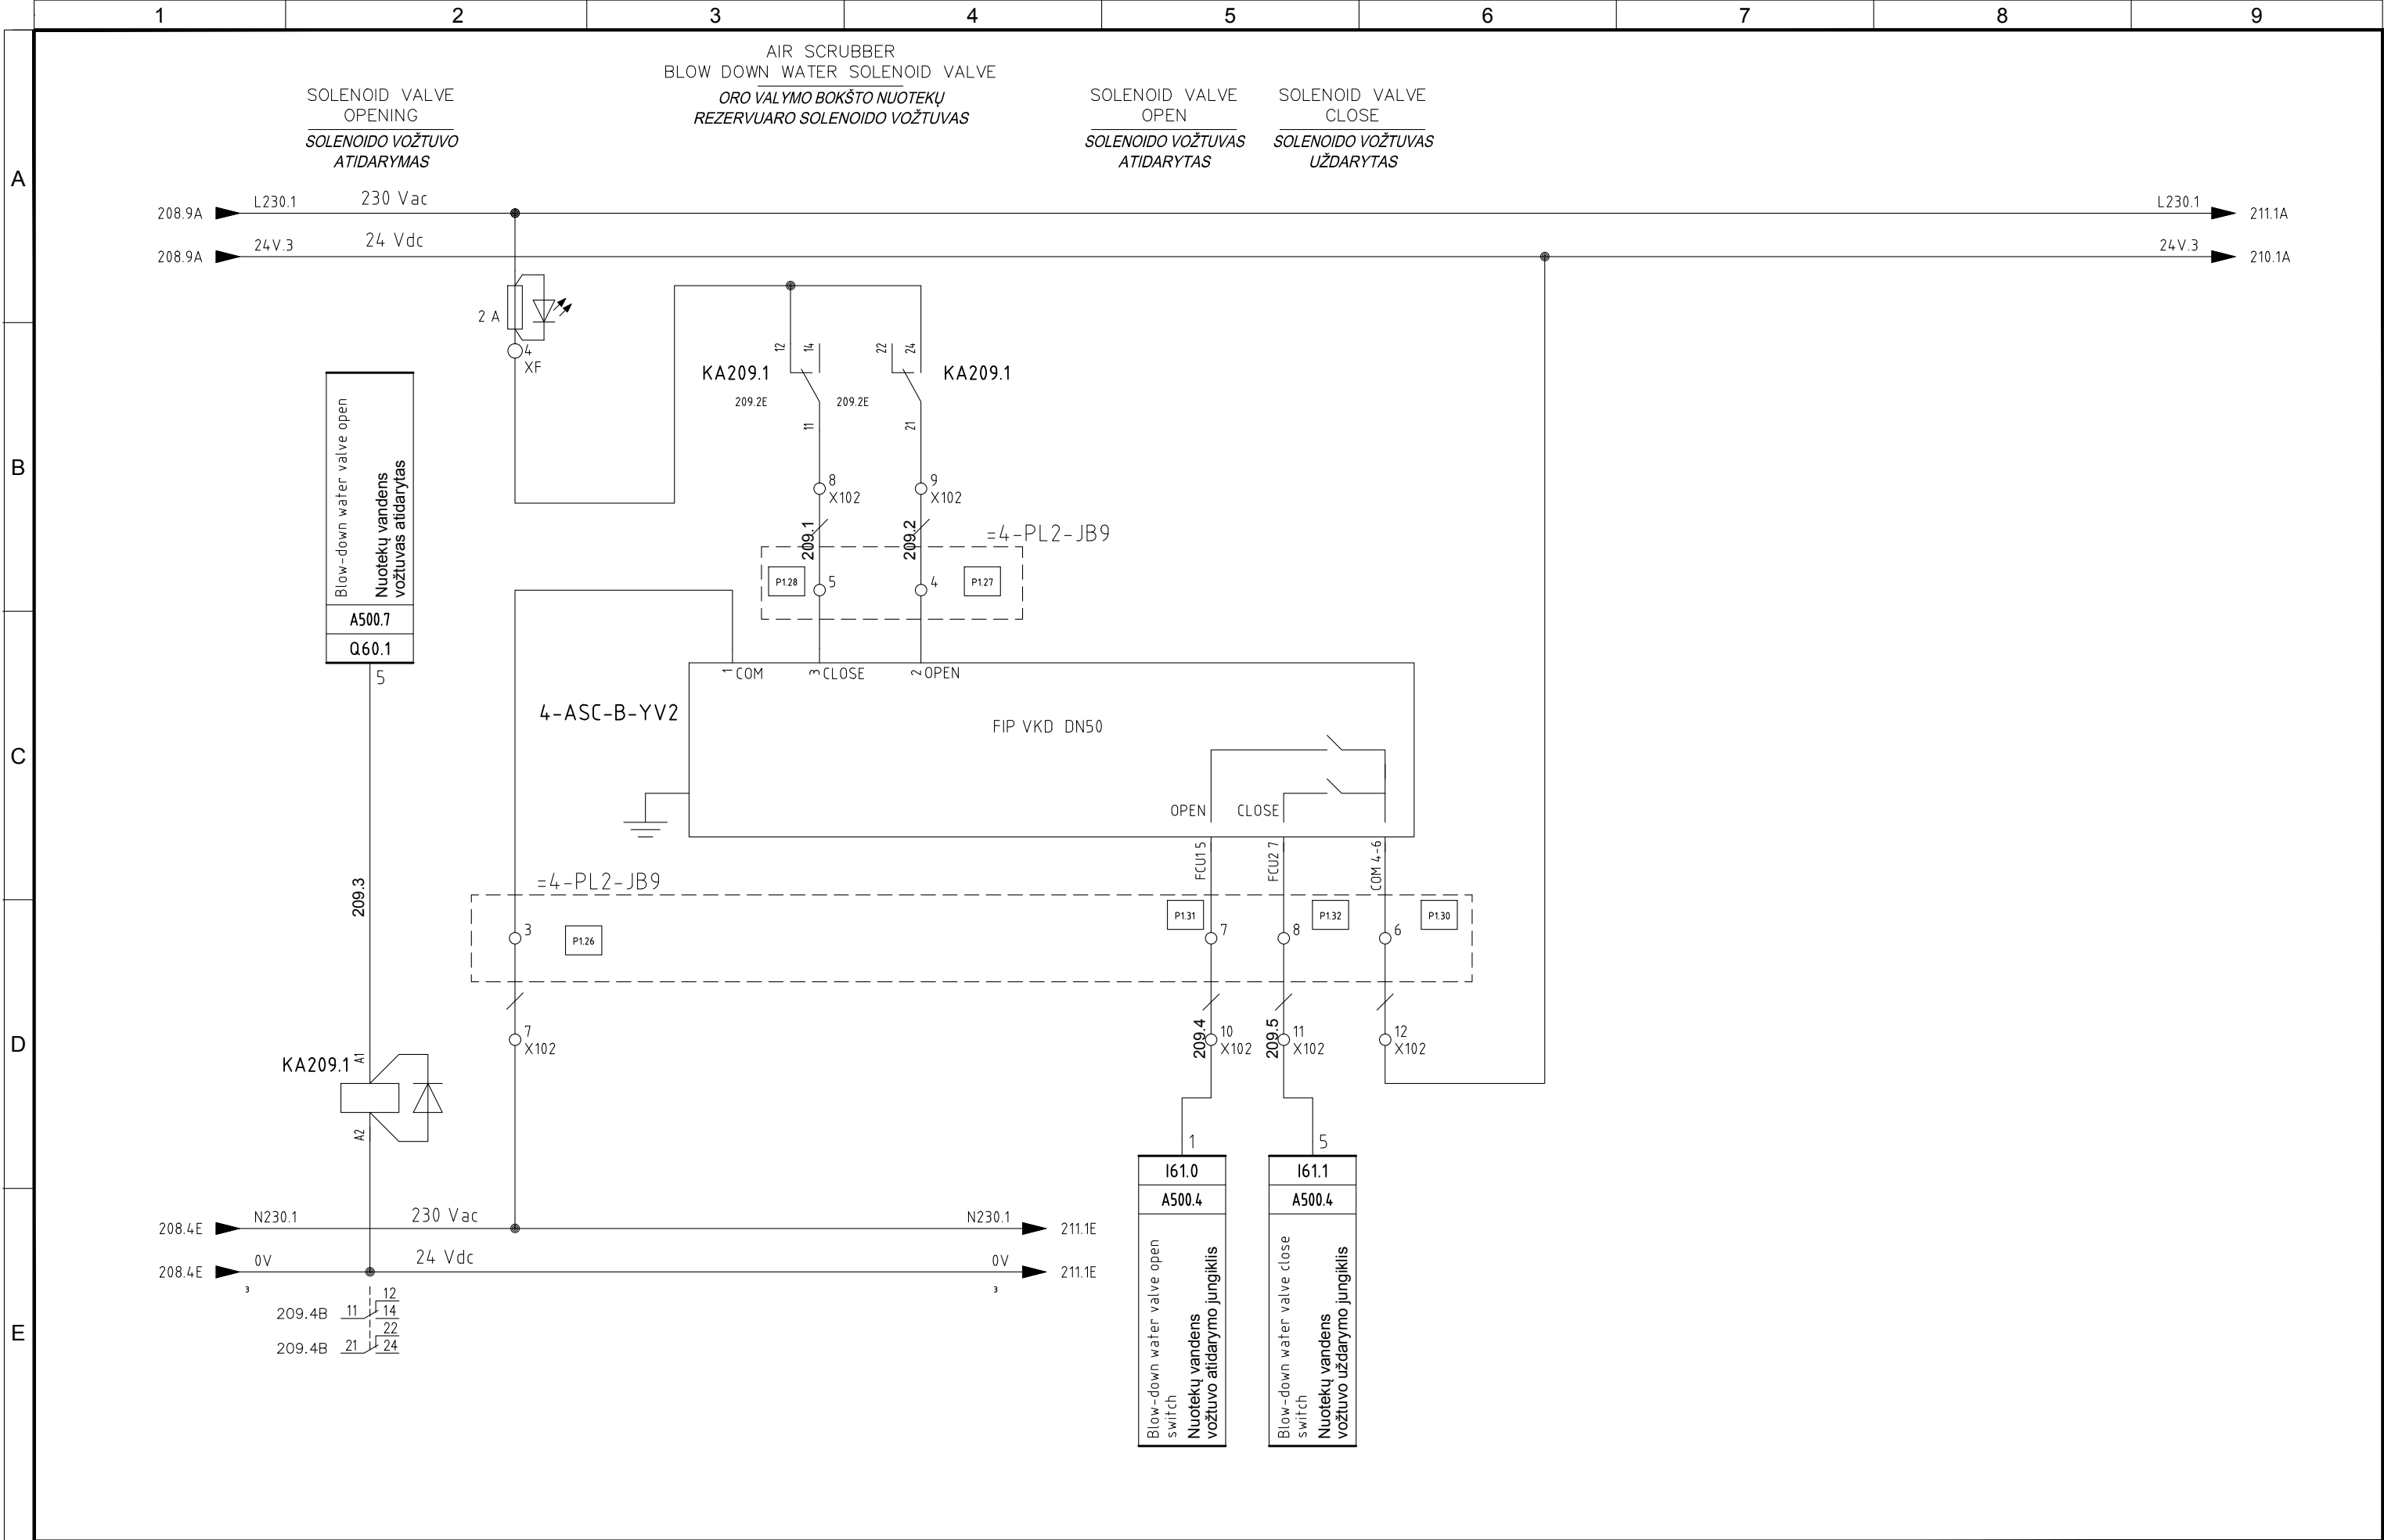 1 2 3 4 5 6 7 8 9
AIR SCRUBBER
BLOW DOWN WATER SOLENOID VALVE
ORO VALYMO BOKŠTO NUOTEKŲ
REZERVUARO SOLENOIDO VOŽTUVAS
SOLENOID VALVE
OPENING
SOLENOIDO VOŽTUVO
ATIDARYMAS
SOLENOID VALVE
OPEN
SOLENOIDO VOŽTUVAS
ATIDARYTAS
SOLENOID VALVE
CLOSE
SOLENOIDO VOŽTUVAS
UŽDARYTAS
A
208.9A L230.1 230 Vac L230.1 211.1A
208.9A 24V.3 24 Vdc 24V.3 210.1A
2 A
4
XF
12 14 22 24
KA209.1 KA209.1
209.2E 209.2E
11 21
B
Blow-down water valve open
Nuotekų vandens
vožtuvas atidarytas
A500.7
Q60.1
5
8
X102
9
X102
209.1 209.2
=4-PL2-JB9
P1.28 5 4 P1.27
1 COM 3 CLOSE 2 OPEN
4-ASC-B-YV2
FIP VKD DN50
C
OPEN CLOSE
FCU1 5 FCU2 7 COM 4-6
209.3
=4-PL2-JB9
3 P1.26
P1.31 7 8 P1.32 6 P1.30
D
7
X102
209.4 10
X102
209.5 11
X102
12
X102
KA209.1 A1
A2
1
I61.0
A500.4
Blow-down water valve open
switch
Nuotekų vandens
vožtuvo atidarymo jungiklis
5
I61.1
A500.4
Blow-down water valve close
switch
Nuotekų vandens
vožtuvo uždarymo jungiklis
208.4E N230.1 230 Vac N230.1 211.1E
208.4E 0V 24 Vdc 0V 211.1E
3 3
E
12
209.4B 11 14
22
209.4B 21 24